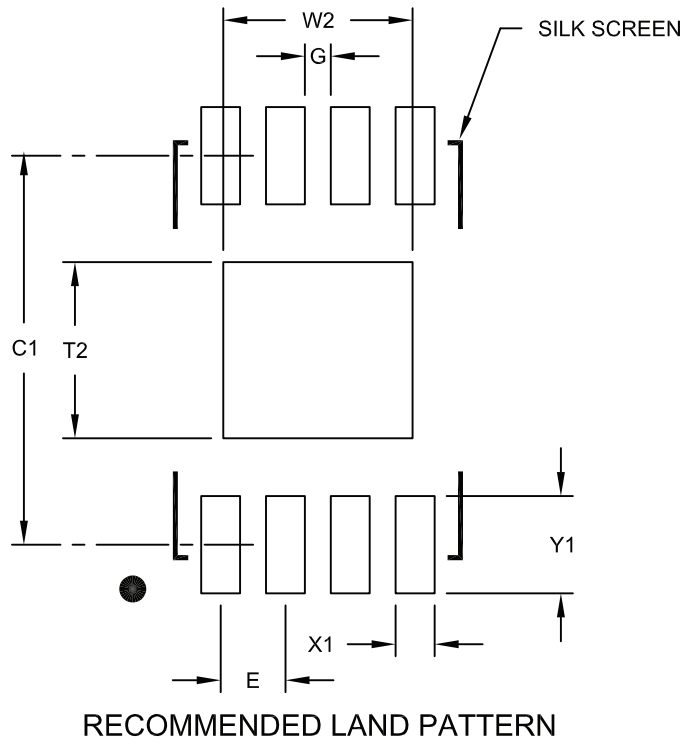 W2
SILK SCREEN
G
C1
T2
Y1
X1
E
RECOMMENDED LAND PATTERN